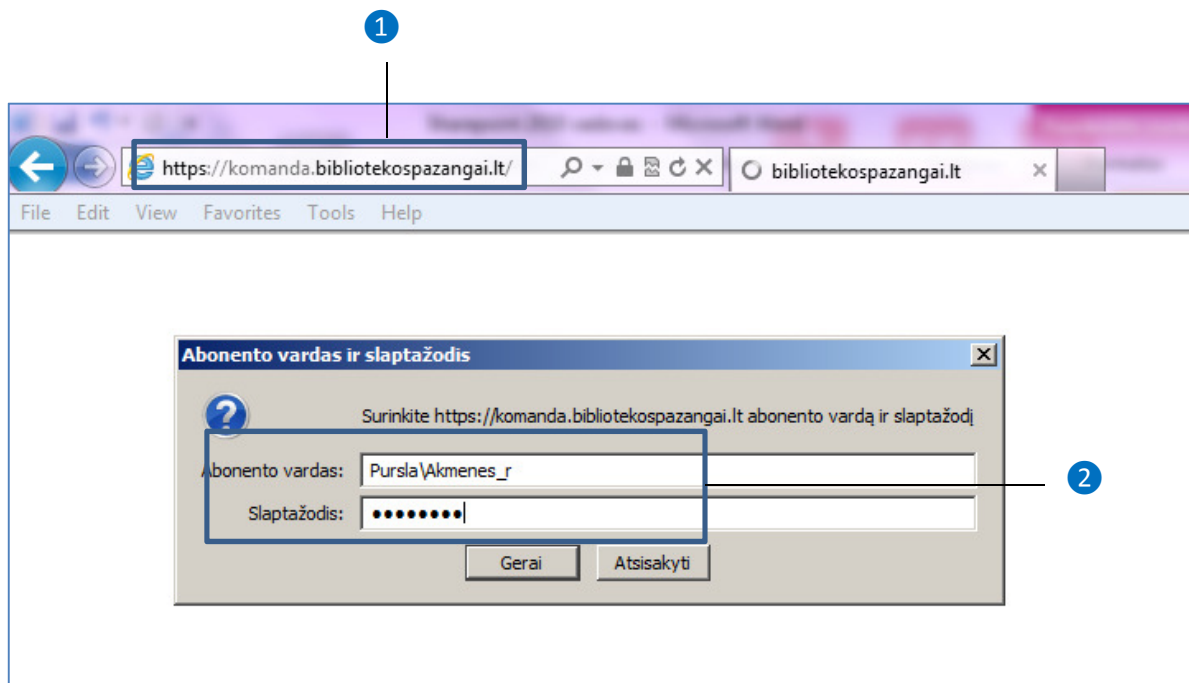 1
https://komanda.bibliotekospazangai.lt/
bibliotekospazangai.lt
File Edit View Favorites Tools Help
Abonento vardas ir slaptažodis
Surinkite https://komanda.bibliotekospazangai.lt abonento vardą ir slaptažodį
Abonento vardas: Pursla\Akmenes_r
Slaptažodis: ●●●●●●●●
2
Gerai Atsisakyti